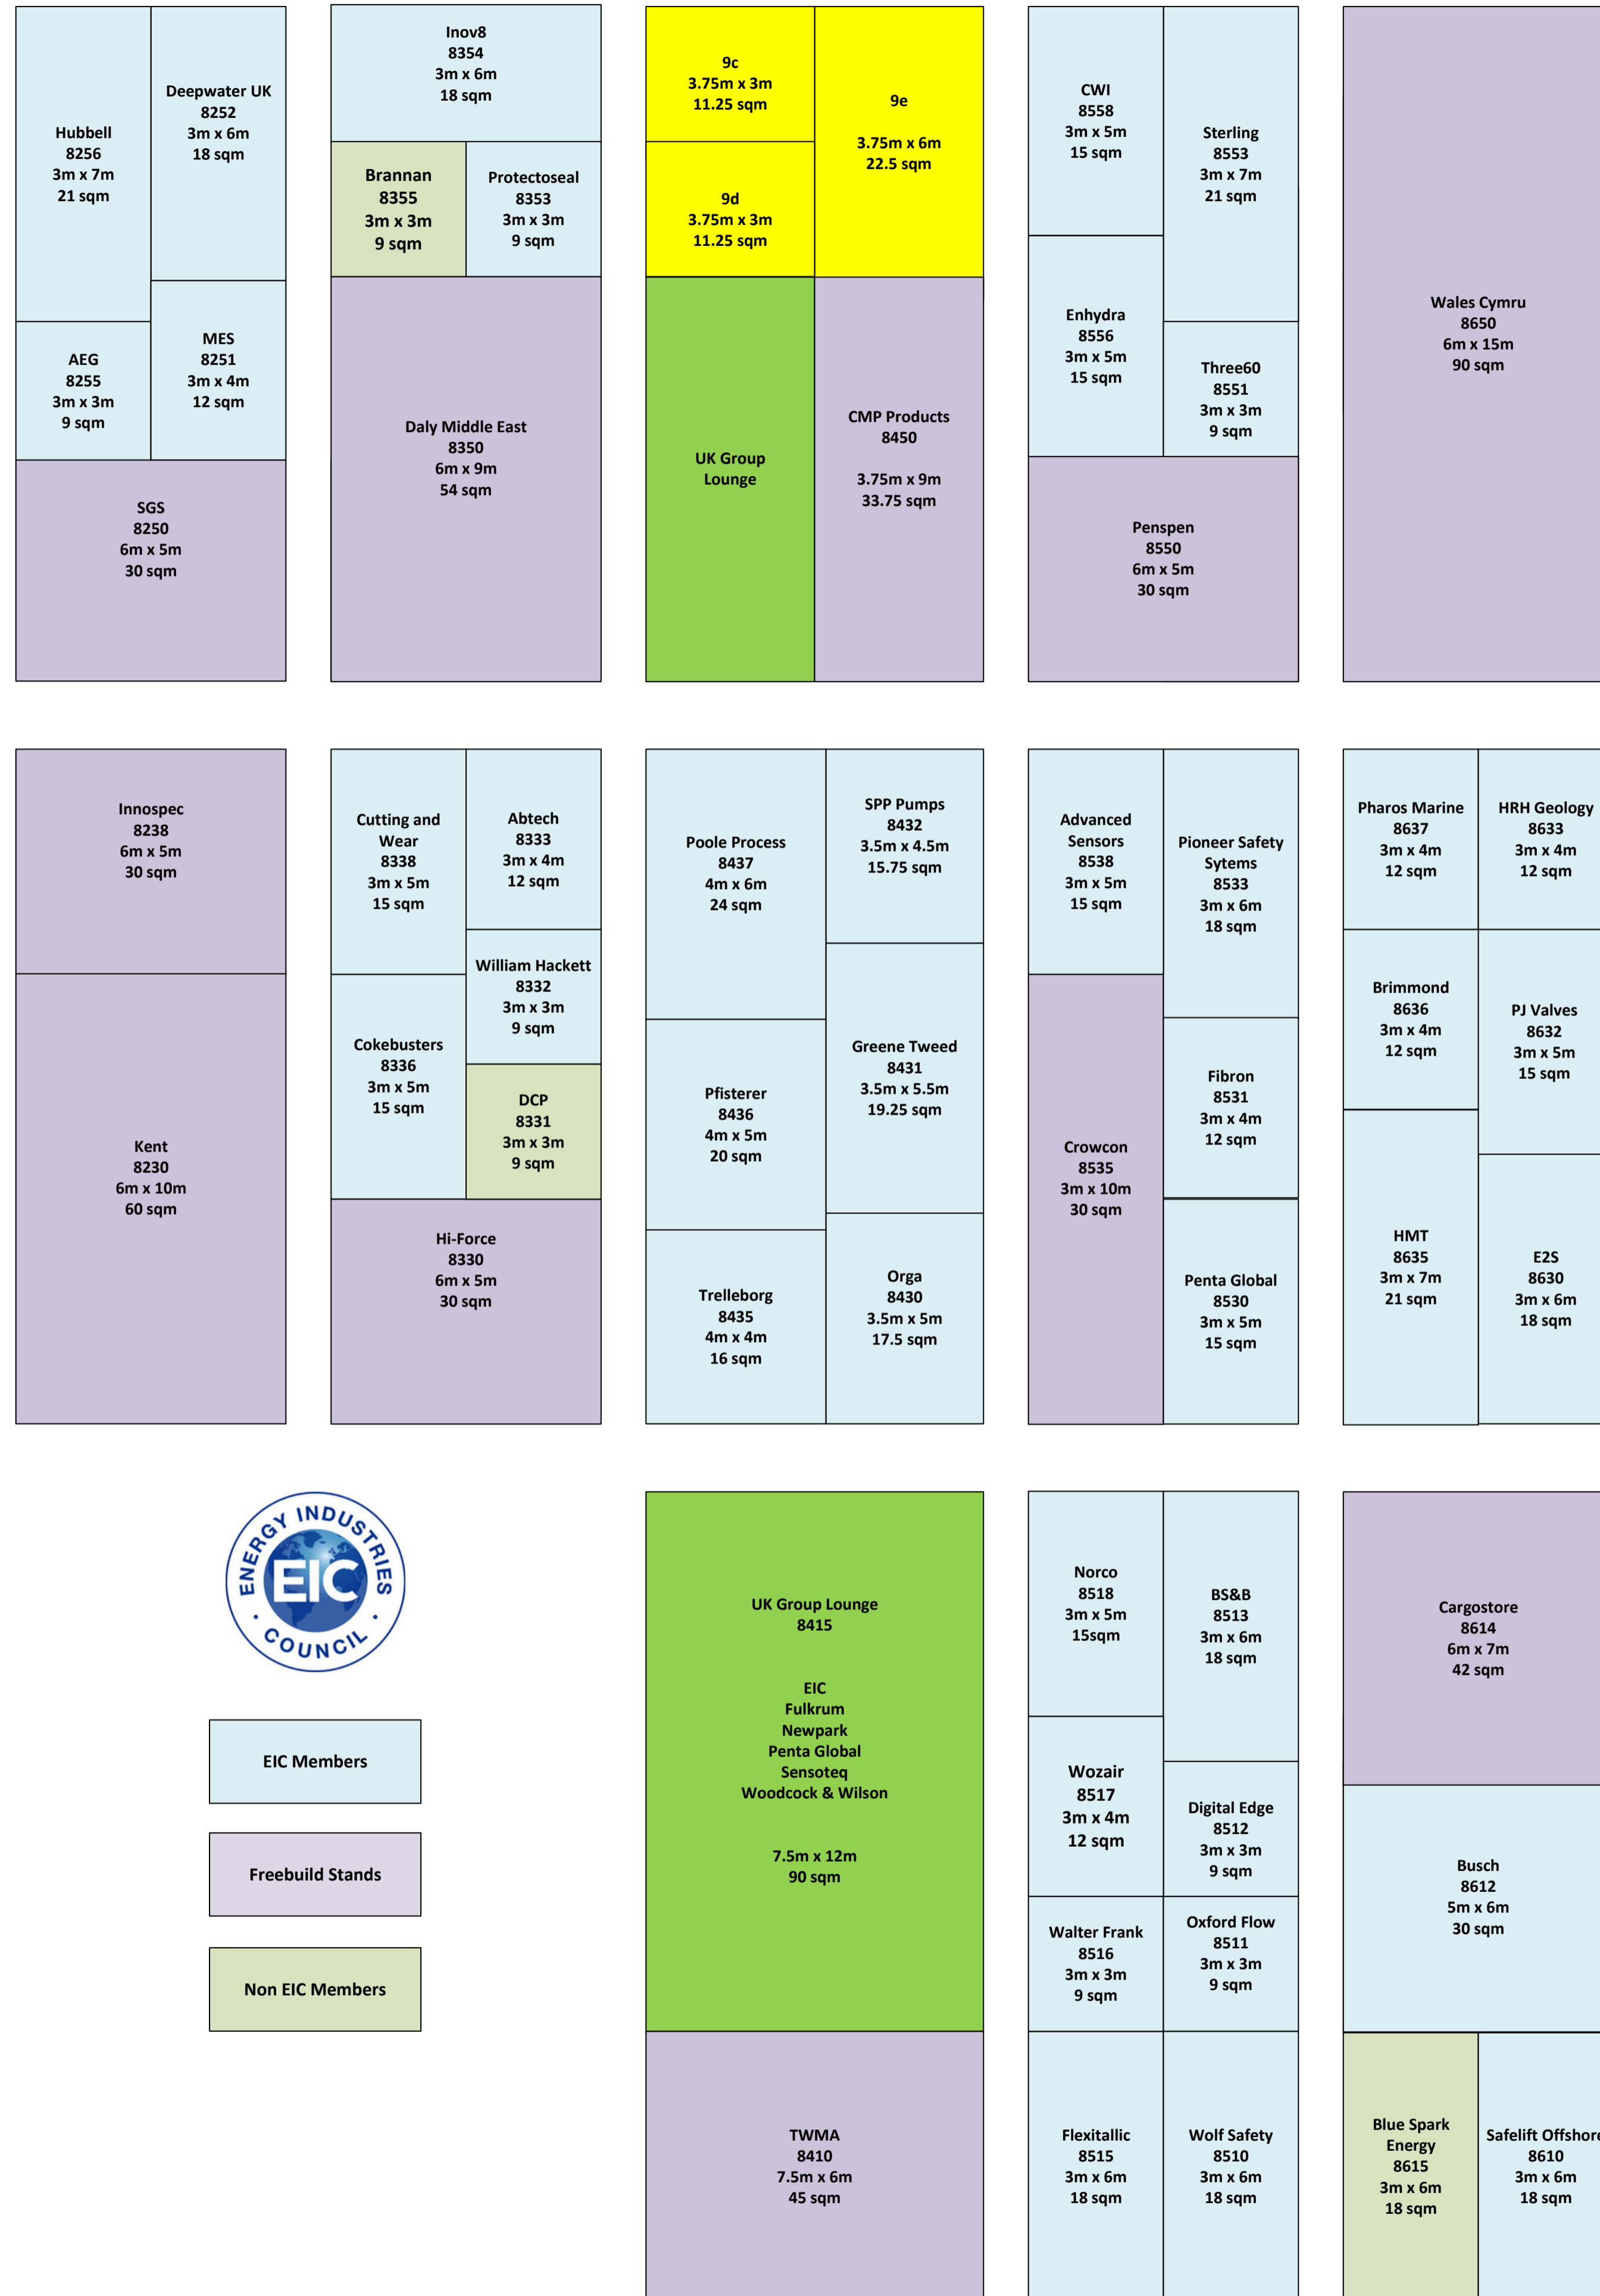 Hubbell
8256
3m x 7m
21 sqm
Deepwater UK
8252
3m x 6m
18 sqm
AEG
8255
3m x 3m
9 sqm
MES
8251
3m x 4m
12 sqm
SGS
8250
6m x 5m
30 sqm
Inov8
8354
3m x 6m
18 sqm
Brannan
8355
3m x 3m
9 sqm
Protectoseal
8353
3m x 3m
9 sqm
Daly Middle East
8350
6m x 9m
54 sqm
9c
3.75m x 3m
11.25 sqm
9d
3.75m x 3m
11.25 sqm
9e
3.75m x 6m
22.5 sqm
UK Group
Lounge
CMP Products
8450
3.75m x 9m
33.75 sqm
CWI
8558
3m x 5m
15 sqm
Sterling
8553
3m x 7m
21 sqm
Enhydra
8556
3m x 5m
15 sqm
Three60
8551
3m x 3m
9 sqm
Penspen
8550
6m x 5m
30 sqm
Wales Cymru
8650
6m x 15m
90 sqm
Innospec
8238
6m x 5m
30 sqm
Kent
8230
6m x 10m
60 sqm
Cutting and
Wear
8338
3m x 5m
15 sqm
Abtech
8333
3m x 4m
12 sqm
William Hackett
8332
3m x 3m
9 sqm
Cokebusters
8336
3m x 5m
15 sqm
DCP
8331
3m x 3m
9 sqm
Hi-Force
8330
6m x 5m
30 sqm
Poole Process
8437
4m x 6m
24 sqm
SPP Pumps
8432
3.5m x 4.5m
15.75 sqm
Greene Tweed
8431
3.5m x 5.5m
19.25 sqm
Pfisterer
8436
4m x 5m
20 sqm
Trelleborg
8435
4m x 4m
16 sqm
Orga
8430
3.5m x 5m
17.5 sqm
Advanced
Sensors
8538
3m x 5m
15 sqm
Pioneer Safety
Sytems
8533
3m x 6m
18 sqm
Crowcon
8535
3m x 10m
30 sqm
Fibron
8531
3m x 4m
12 sqm
Penta Global
8530
3m x 5m
15 sqm
Pharos Marine
8637
3m x 4m
12 sqm
HRH Geology
8633
3m x 4m
12 sqm
Brimmond
8636
3m x 4m
12 sqm
PJ Valves
8632
3m x 5m
15 sqm
HMT
8635
3m x 7m
21 sqm
E2S
8630
3m x 6m
18 sqm
ENERGY INDUSTRIES
EIC
COUNCIL
EIC Members
Freebuild Stands
Non EIC Members
UK Group Lounge
8415
EIC
Fulkrum
Newpark
Penta Global
Sensoteq
Woodcock & Wilson
7.5m x 12m
90 sqm
TWMA
8410
7.5m x 6m
45 sqm
Norco
8518
3m x 5m
15sqm
BS&B
8513
3m x 6m
18 sqm
Wozair
8517
3m x 4m
12 sqm
Digital Edge
8512
3m x 3m
9 sqm
Walter Frank
8516
3m x 3m
9 sqm
Oxford Flow
8511
3m x 3m
9 sqm
Flexitallic
8515
3m x 6m
18 sqm
Wolf Safety
8510
3m x 6m
18 sqm
Cargostore
8614
6m x 7m
42 sqm
Busch
8612
5m x 6m
30 sqm
Blue Spark
Energy
8615
3m x 6m
18 sqm
Safelift Offshore
8610
3m x 6m
18 sqm